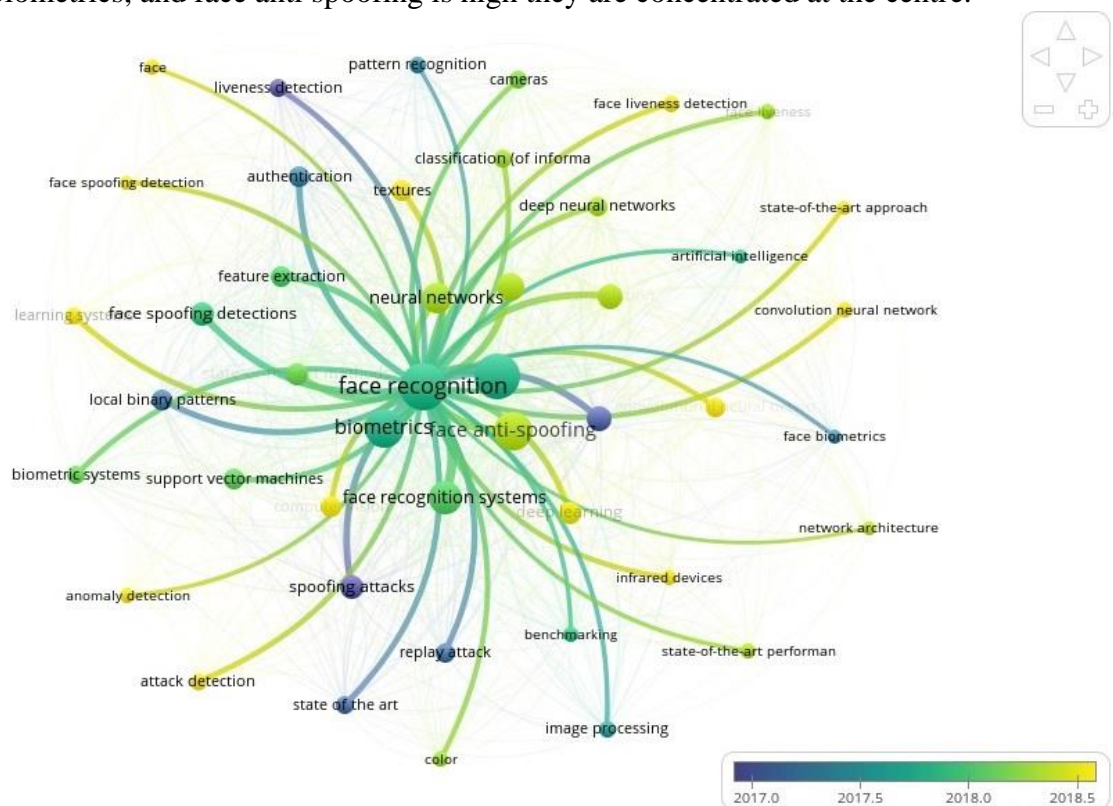 biometrics, and face anti-spoofing is high they are concentrated at the centre.
face
liveness detection
pattern recognition
cameras
face liveness detection
face liveness
classification (of informa
face spoofing detection
authentication
textures
deep neural networks
state-of-the-art approach
artificial intelligence
feature extraction
neural networks
learning systems
face spoofing detections
convolution neural network
face recognition
local binary patterns
biometrics
face anti-spoofing
face biometrics
biometric systems
support vector machines
face recognition systems
deep learning
network architecture
infrared devices
spoofing attacks
anomaly detection
benchmarking
replay attack
state-of-the-art performan
attack detection
state of the art
image processing
color
2017.0 2017.5 2018.0 2018.5